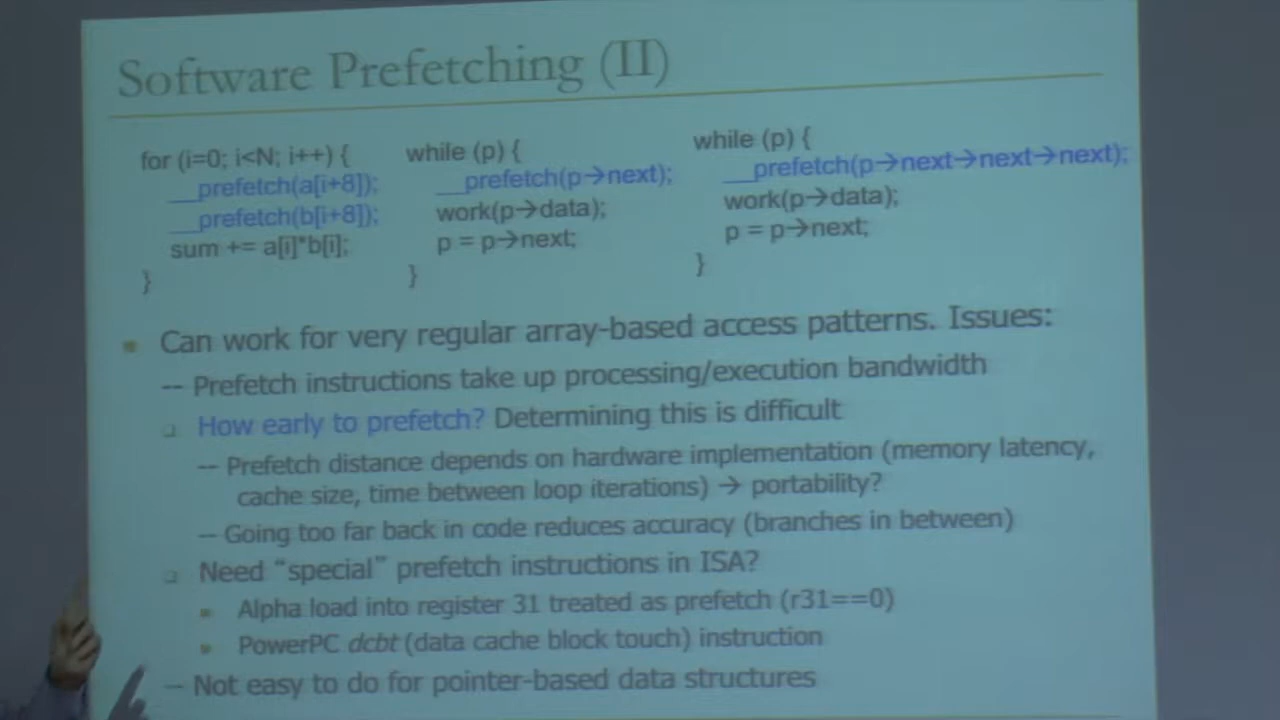 Software Prefetching (II)
for (i=0; i<N; i++) {
__prefetch(a[i+8]);
__prefetch(b[i+8]);
sum += a[i]*b[i];
}
while (p) {
__prefetch(p→next);
work(p→data);
p = p→next;
}
while (p) {
__prefetch(p→next→next→next);
work(p→data);
p = p→next;
}
Can work for very regular array-based access patterns. Issues:
-- Prefetch instructions take up processing/execution bandwidth
How early to prefetch? Determining this is difficult
-- Prefetch distance depends on hardware implementation (memory latency,
cache size, time between loop iterations) → portability?
-- Going too far back in code reduces accuracy (branches in between)
Need “special” prefetch instructions in ISA?
Alpha load into register 31 treated as prefetch (r31==0)
PowerPC dcbt (data cache block touch) instruction
-- Not easy to do for pointer-based data structures